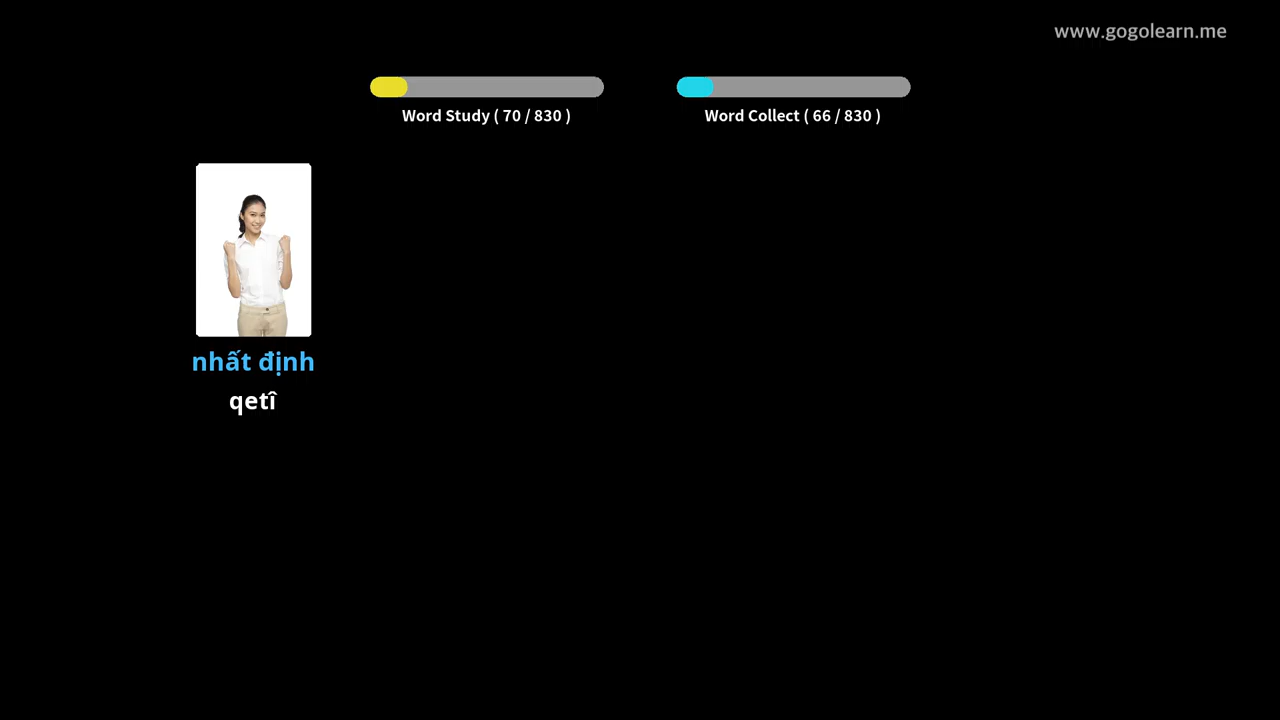 www.gogolearn.me
Word Study ( 70 / 830 )
Word Collect ( 66 / 830 )
nhất định
qetî